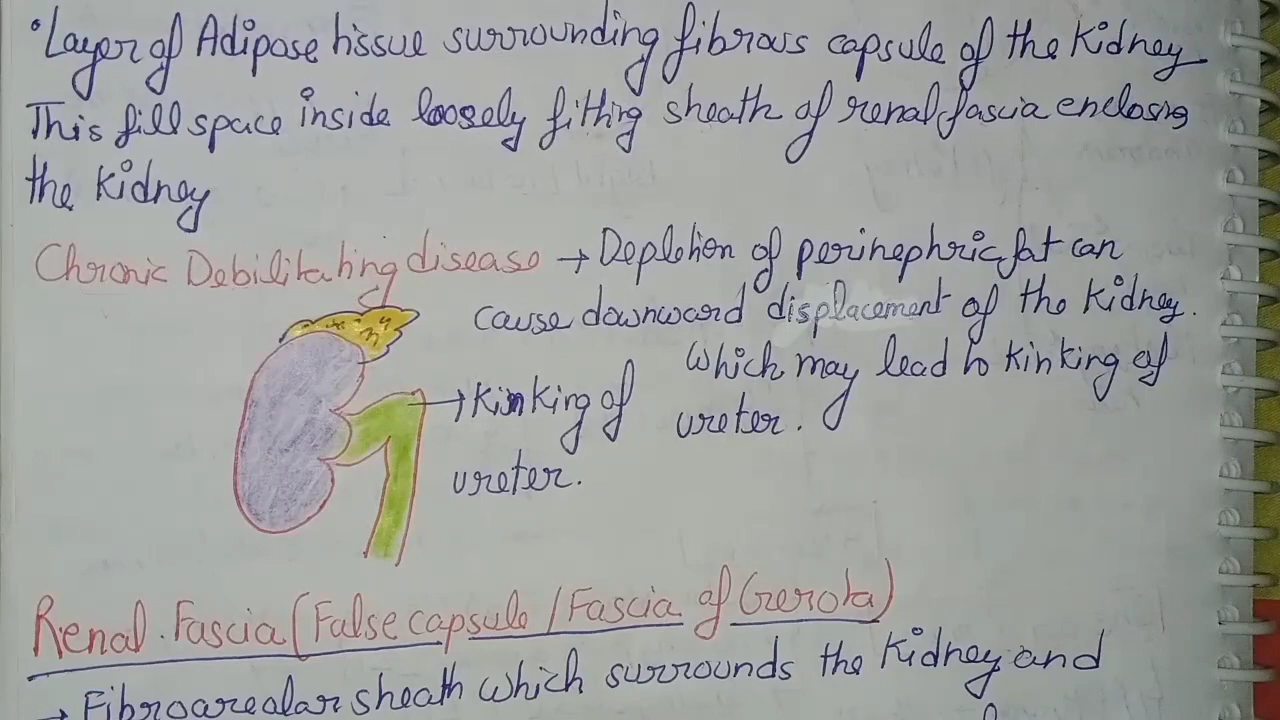 • Layer of Adipose tissue surrounding fibrous capsule of the Kidney
This fill space inside loosely fitting sheath of renal fascia enclosing
the Kidney
Chronic Debilitating disease → Depletion of perinephric fat can
cause downward displacement of the Kidney.
which may lead to kinking of
ureter.
→ Kinking of
ureter.
Renal Fascia (False capsule / Fascia of Gerota)
→ Fibroarealar sheath which surrounds the Kidney and